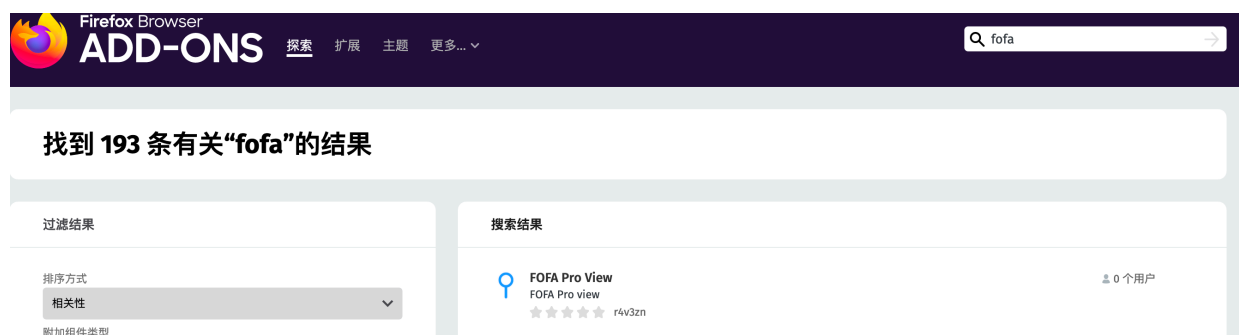 Firefox Browser
ADD-ONS
探索 扩展 主题 更多...
fofa
找到 193 条有关“fofa”的结果
过滤结果
排序方式
相关性
附加组件类型
搜索结果
FOFA Pro View
0 个用户
FOFA Pro view
r4v3zn